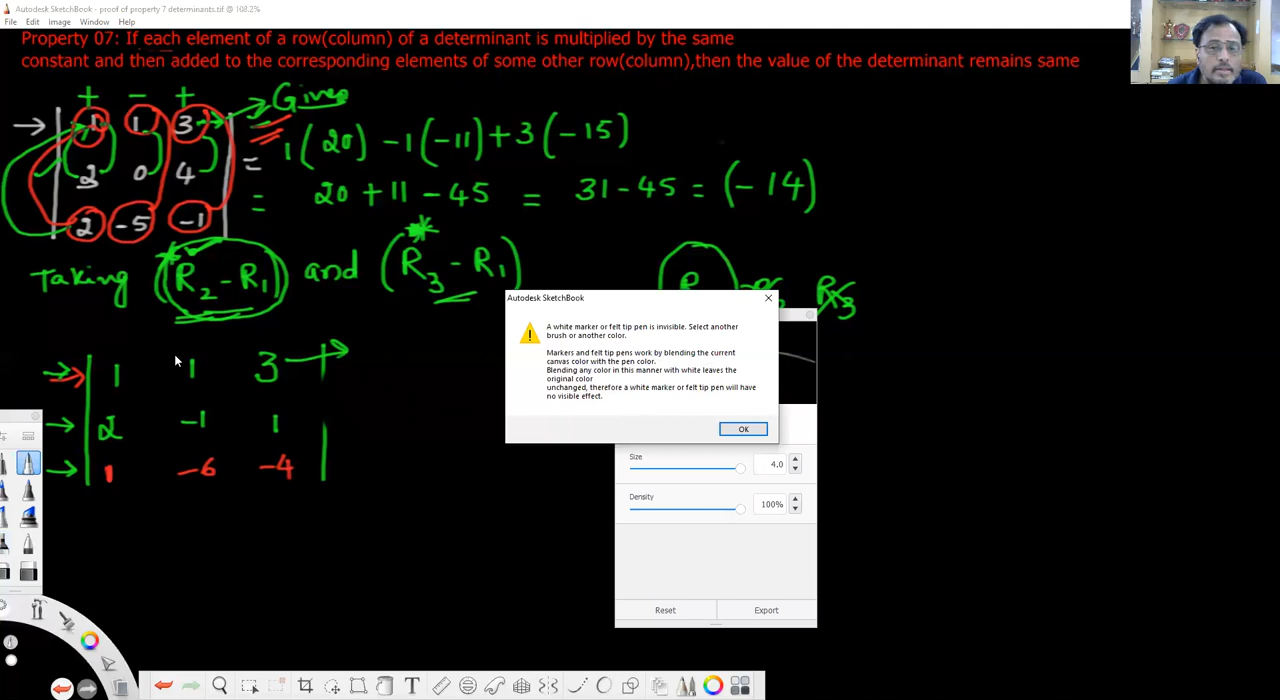 Autodesk SketchBook - proof of property 7 determinants.tif @ 108.2%
File Edit Image Window Help
Property 07: If each element of a row(column) of a determinant is multiplied by the same
constant and then added to the corresponding elements of some other row(column),then the value of the determinant remains same
+ - + Given
1 1 3 = 1(20) -1(-11)+3(-15)
3 0 4
= 20+11-45 = 31-45 = (-14)
2 -5 -1
Taking (R2-R1) and (R3-R1)
R3
Autodesk SketchBook
A white marker or felt tip pen is invisible. Select another
brush or another color.
Markers and felt tip pens work by blending the current
canvas color with the pen color.
Blending any color in this manner with white leaves the
original color
unchanged, therefore a white marker or felt tip pen will have
no visible effect.
OK
1 1 3
2 -1 1
1 -6 -4
Size 4.0
Density 100%
Reset Export